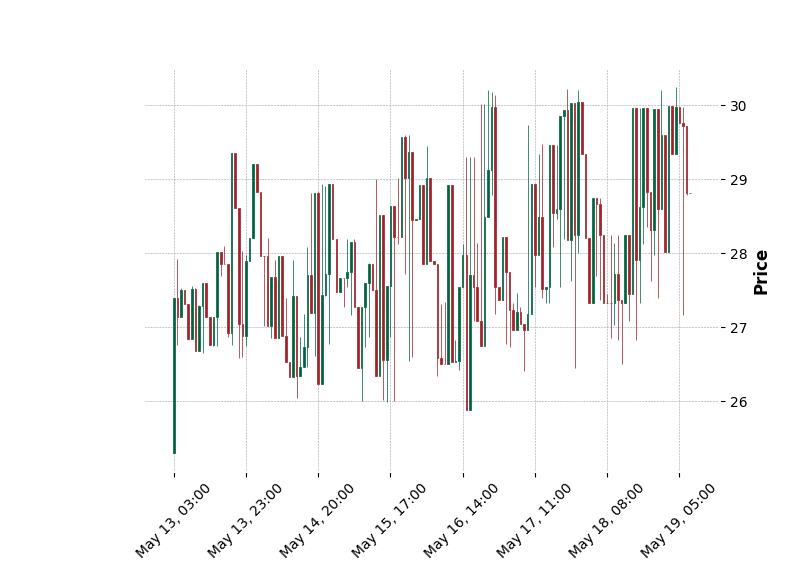 30
29
28
27
26
Price
May 13, 03:00
May 13, 23:00
May 14, 20:00
May 15, 17:00
May 16, 14:00
May 17, 11:00
May 18, 08:00
May 19, 05:00